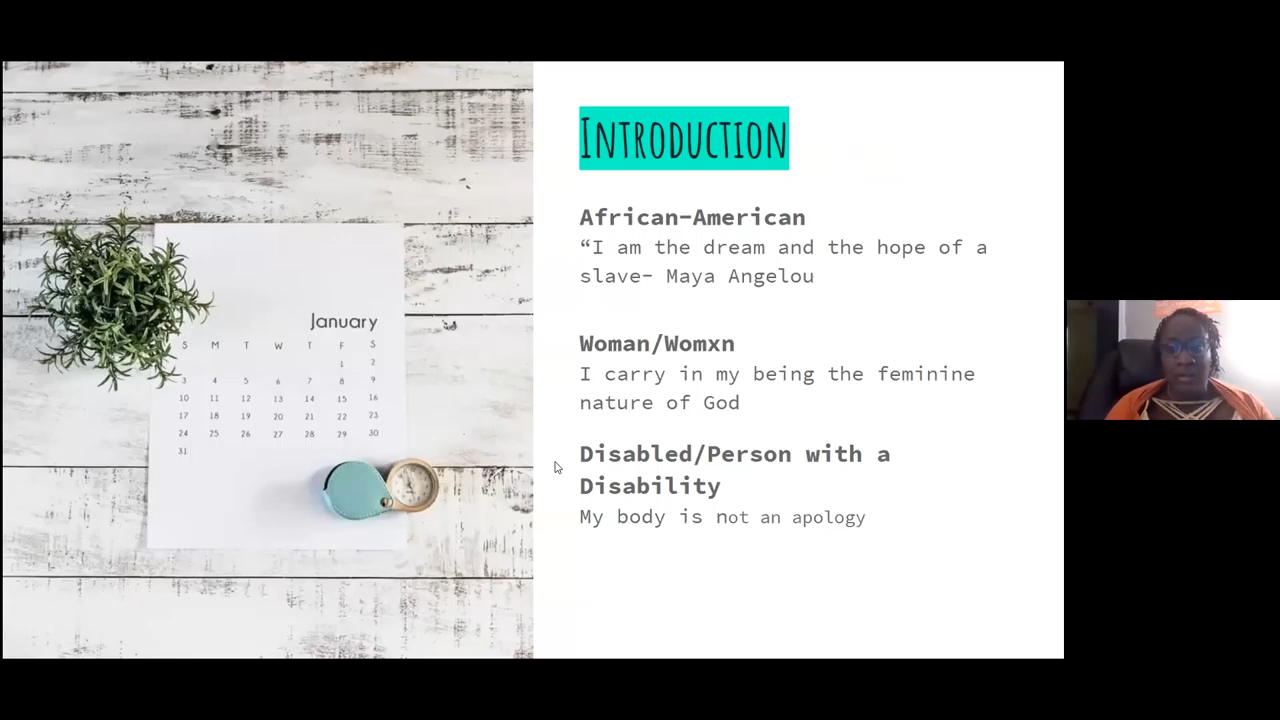 January
S M T W T F S
1 2
3 4 5 6 7 8 9
10 11 12 13 14 15 16
17 18 19 20 21 22 23
24 25 26 27 28 29 30
31
Introduction
African-American
“I am the dream and the hope of a
slave- Maya Angelou
Woman/Womxn
I carry in my being the feminine
nature of God
Disabled/Person with a
Disability
My body is not an apology